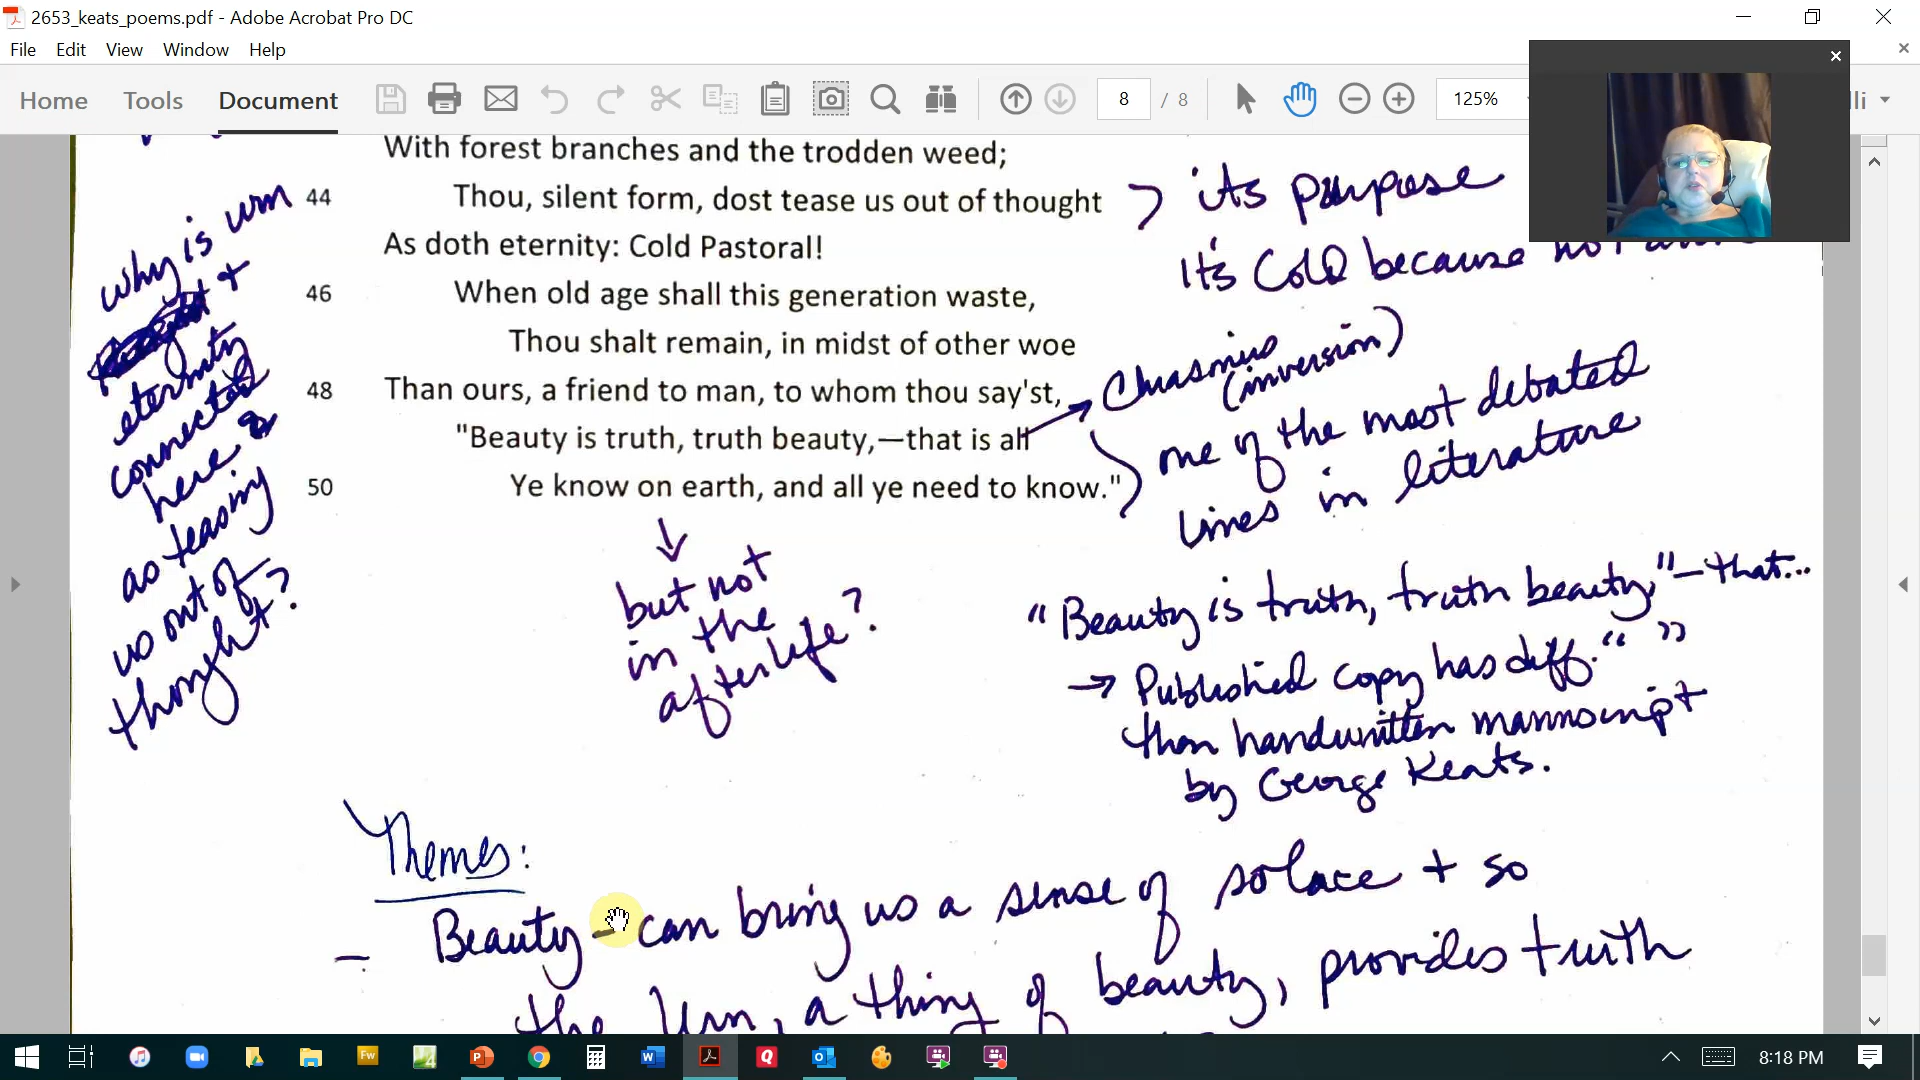 2653_keats_poems.pdf - Adobe Acrobat Pro DC
File Edit View Window Help
Home Tools Document 8 / 8 125% lli
With forest branches and the trodden weed;
44 Thou, silent form, dost tease us out of thought
As doth eternity: Cold Pastoral!
46 When old age shall this generation waste,
Thou shalt remain, in midst of other woe
48 Than ours, a friend to man, to whom thou say'st,
"Beauty is truth, truth beauty,—that is all
50 Ye know on earth, and all ye need to know."
why is urn
+
eternity
connected
here &
as teasing
us out of
thought?
its purpose
It's Cold because not
Chiasmus
(inversion)
one of the most debated
lines in literature
but not
in the
afterlife?
"Beauty is truth, truth beauty,"—that...
→ Published copy has diff. " "
than handwritten mannscript
by George Keats.
Themes:
- Beauty - can bring us a sense of solace + so
the Urn, a thing of beauty, provides truth
8:18 PM